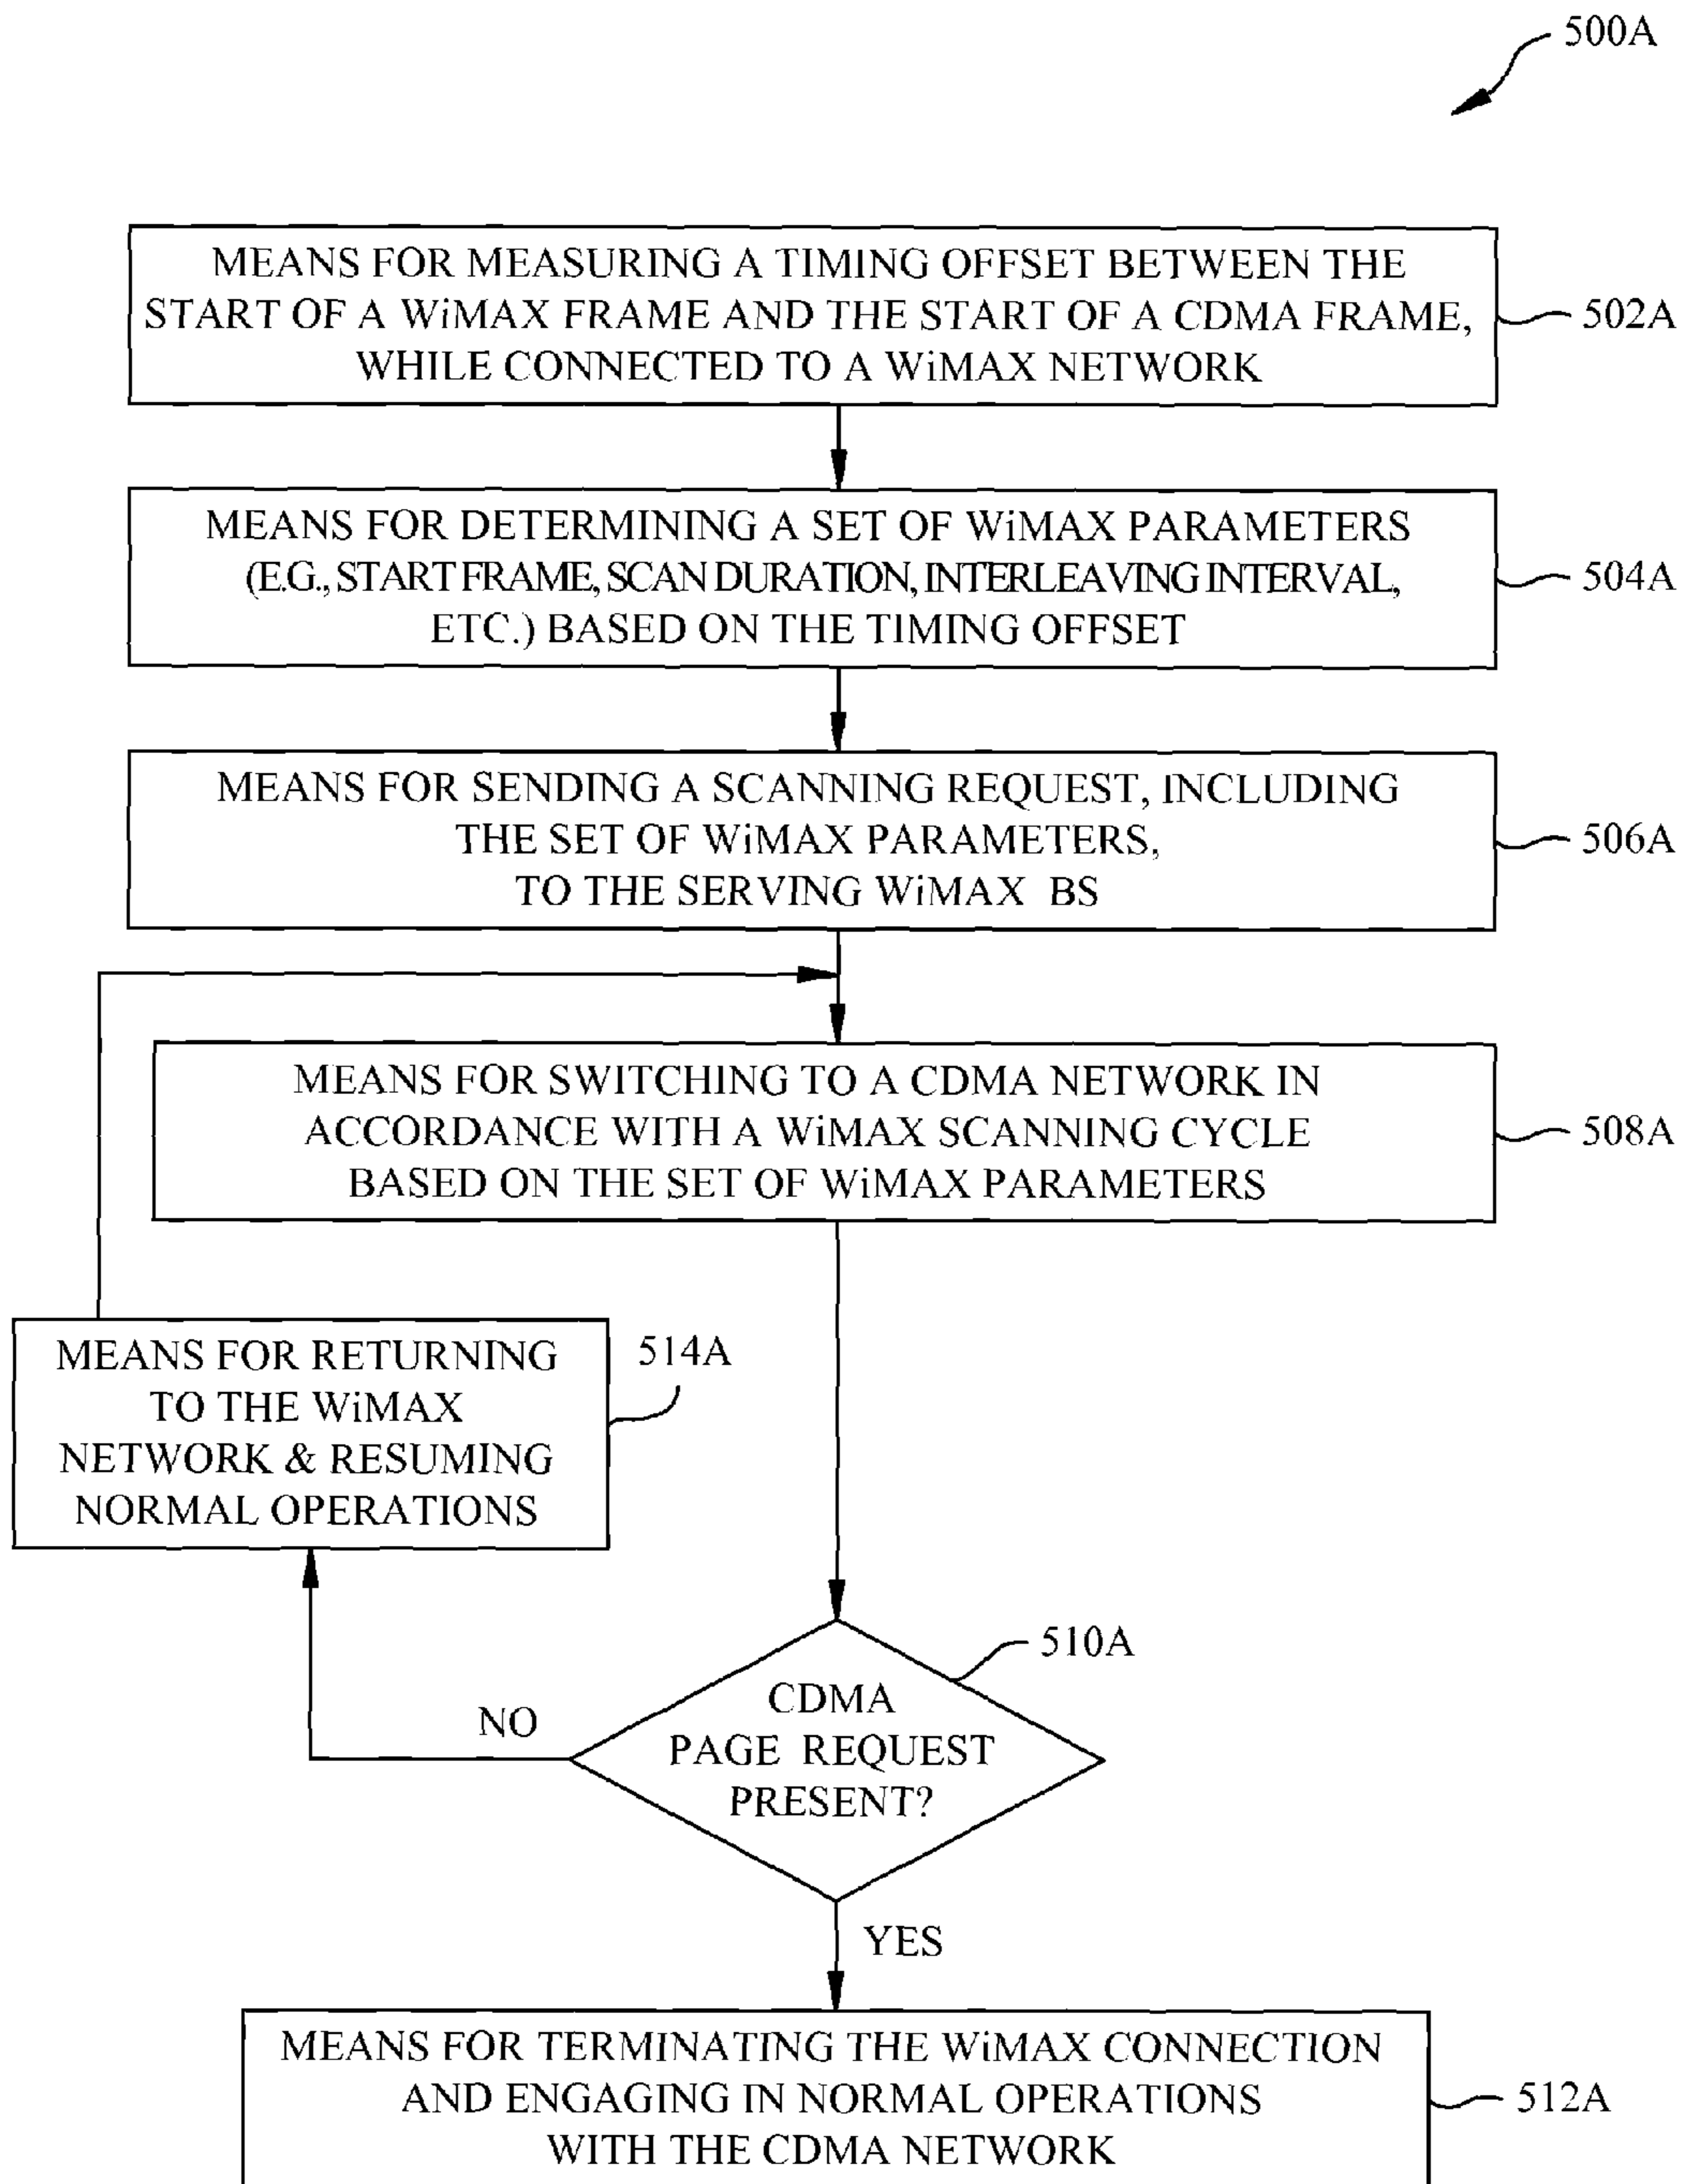 500A
MEANS FOR MEASURING A TIMING OFFSET BETWEEN THE
START OF A WiMAX FRAME AND THE START OF A CDMA FRAME,
WHILE CONNECTED TO A WiMAX NETWORK
502A
MEANS FOR DETERMINING A SET OF WiMAX PARAMETERS
(E.G., START FRAME, SCAN DURATION, INTERLEAVING INTERVAL,
ETC.) BASED ON THE TIMING OFFSET
504A
MEANS FOR SENDING A SCANNING REQUEST, INCLUDING
THE SET OF WiMAX PARAMETERS,
TO THE SERVING WiMAX BS
506A
MEANS FOR SWITCHING TO A CDMA NETWORK IN
ACCORDANCE WITH A WiMAX SCANNING CYCLE
BASED ON THE SET OF WiMAX PARAMETERS
508A
MEANS FOR RETURNING
TO THE WiMAX
NETWORK & RESUMING
NORMAL OPERATIONS
514A
510A
CDMA
PAGE REQUEST
PRESENT?
NO
YES
MEANS FOR TERMINATING THE WiMAX CONNECTION
AND ENGAGING IN NORMAL OPERATIONS
WITH THE CDMA NETWORK
512A